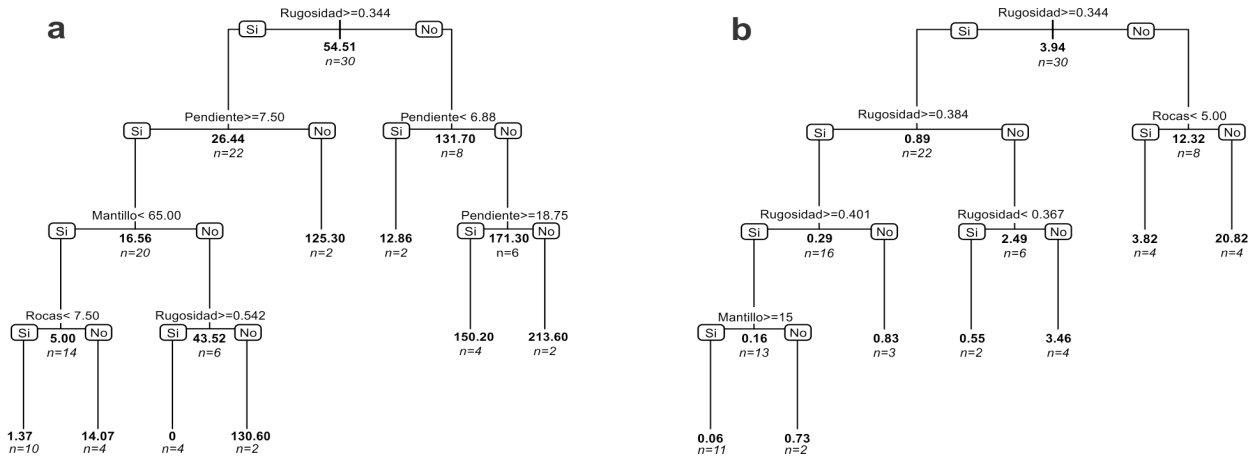 a
Rugosidad>=0.344
Si
No
54.51
n=30
Pendiente>=7.50
Si
No
26.44
n=22
Pendiente< 6.88
Si
No
131.70
n=8
Mantillo< 65.00
Si
No
16.56
n=20
125.30
n=2
12.86
n=2
Pendiente>=18.75
Si
No
171.30
n=6
Rocas< 7.50
Si
No
5.00
n=14
Rugosidad>=0.542
Si
No
43.52
n=6
150.20
n=4
213.60
n=2
1.37
n=10
14.07
n=4
0
n=4
130.60
n=2
b
Rugosidad>=0.344
Si
No
3.94
n=30
Rugosidad>=0.384
Si
No
0.89
n=22
Rocas< 5.00
Si
No
12.32
n=8
Rugosidad>=0.401
Si
No
0.29
n=16
Rugosidad< 0.367
Si
No
2.49
n=6
3.82
n=4
20.82
n=4
Mantillo>=15
Si
No
0.16
n=13
0.83
n=3
0.55
n=2
3.46
n=4
0.06
n=11
0.73
n=2